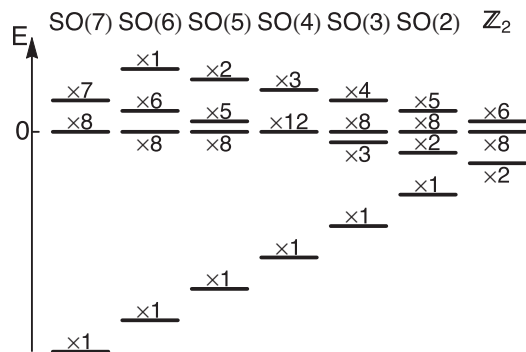 SO(7) SO(6) SO(5) SO(4) SO(3) SO(2) ℤ₂
E
×1
×2
×3
×7 ×4
×6 ×5 ×5 ×6
0 ×8 ×12 ×8 ×8
×8 ×8 ×3 ×2 ×8
×2
×1
×1
×1
×1
×1
×1